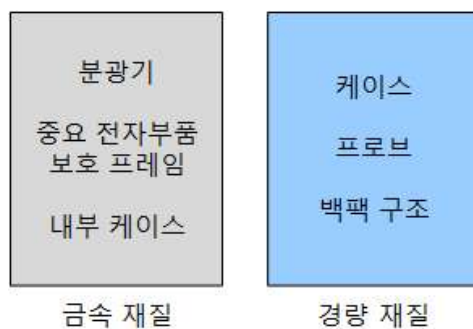 분광기
중요 전자부품
보호 프레임
내부 케이스
금속 재질
케이스
프로브
백팩 구조
경량 재질